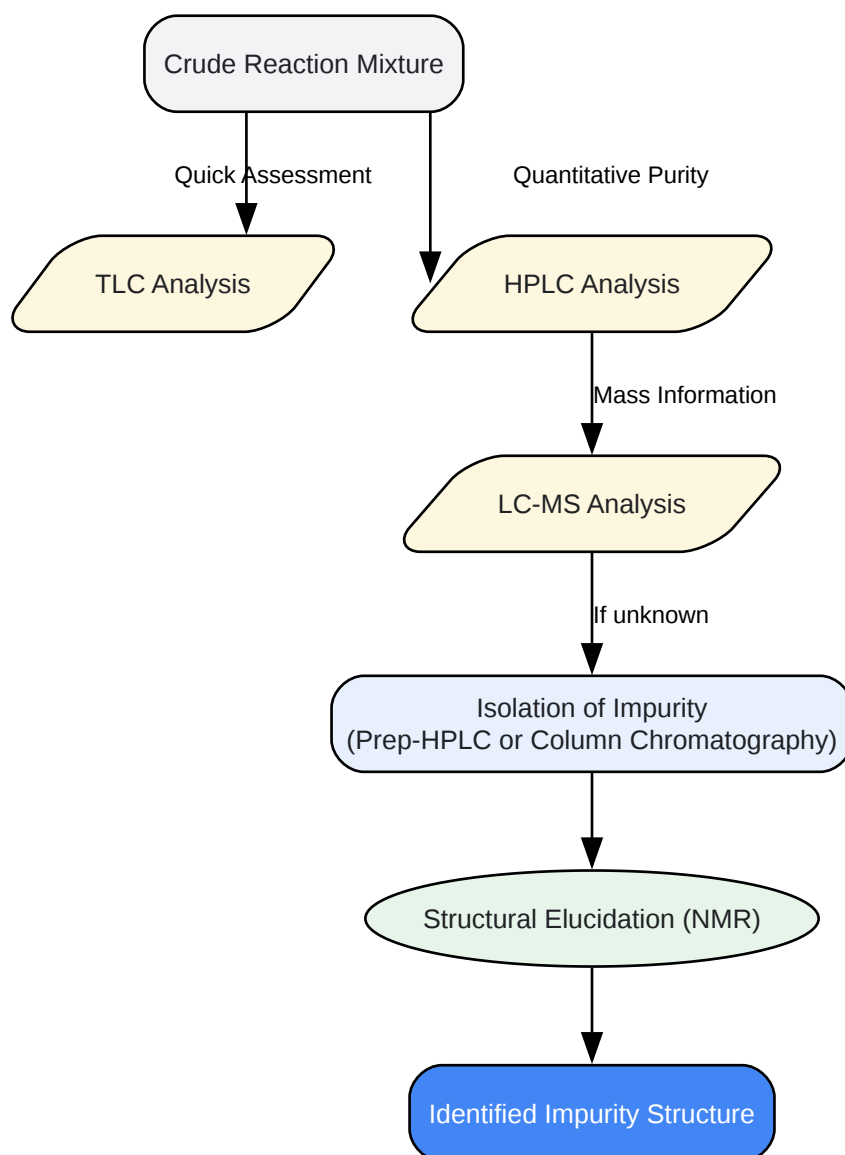 Crude Reaction Mixture
Quick Assessment
Quantitative Purity
TLC Analysis
HPLC Analysis
Mass Information
LC-MS Analysis
If unknown
Isolation of Impurity
(Prep-HPLC or Column Chromatography)
Structural Elucidation (NMR)
Identified Impurity Structure